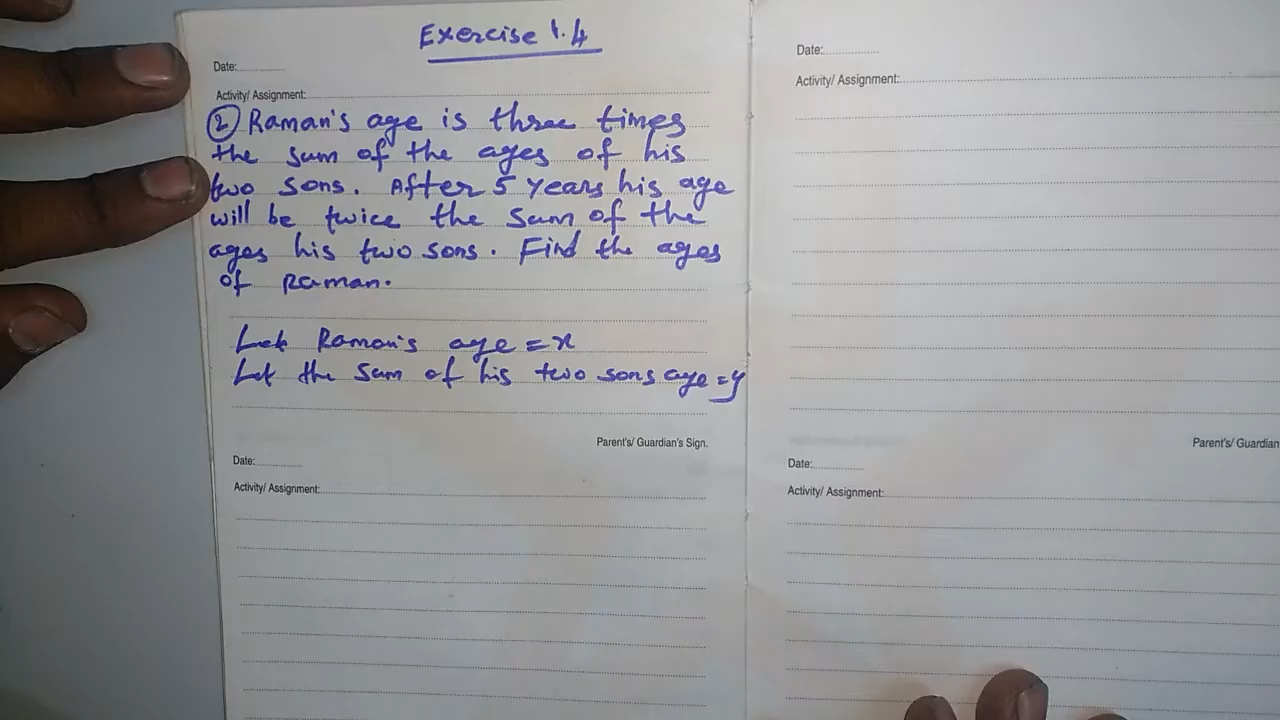 Exercise 1.4
Date:
Activity/ Assignment:
② Raman's age is three times
the sum of the ages of his
two sons. After 5 years his age
will be twice the sum of the
ages his two sons. Find the ages
of Raman.
Let Raman's age = x
Let the sum of his two sons age = y
Parent's/ Guardian's Sign.
Date:
Activity/ Assignment:
Date:
Activity/ Assignment:
Parent's/ Guardian
Date:
Activity/ Assignment: